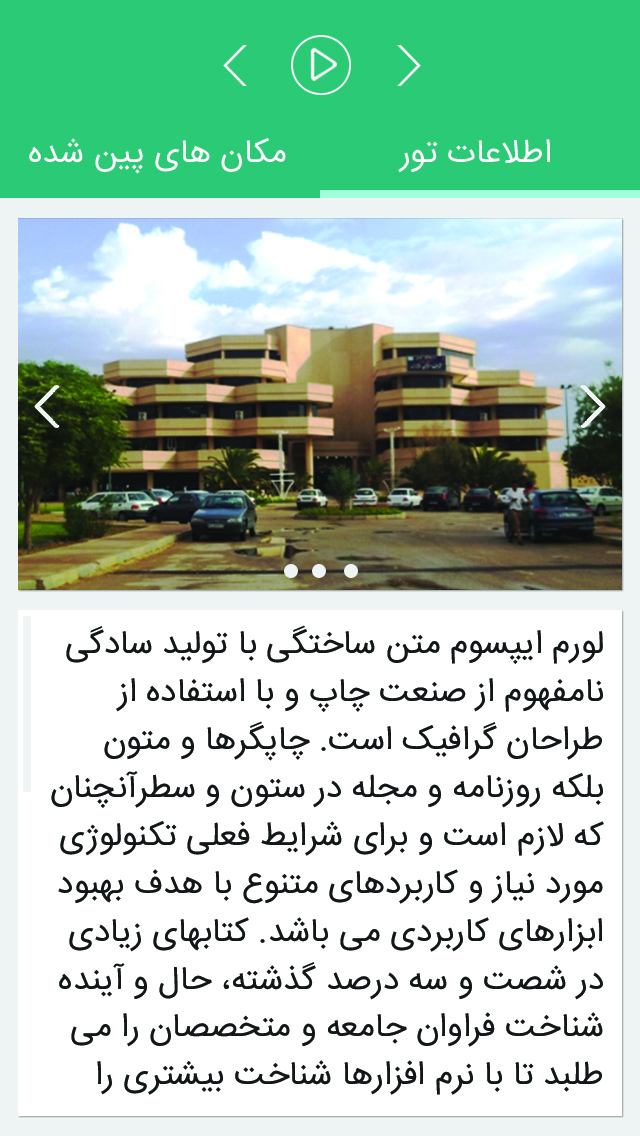 اطلاعات تور
مکان های پین شده
لورم ایپسوم متن ساختگی با تولید سادگی
نامفهوم از صنعت چاپ و با استفاده از
طراحان گرافیک است. چاپگرها و متون
بلکه روزنامه و مجله در ستون و سطرآنچنان
که لازم است و برای شرایط فعلی تکنولوژی
مورد نیاز و کاربردهای متنوع با هدف بهبود
ابزارهای کاربردی می باشد. کتابهای زیادی
در شصت و سه درصد گذشته، حال و آینده
شناخت فراوان جامعه و متخصصان را می
طلبد تا با نرم افزارها شناخت بیشتری را